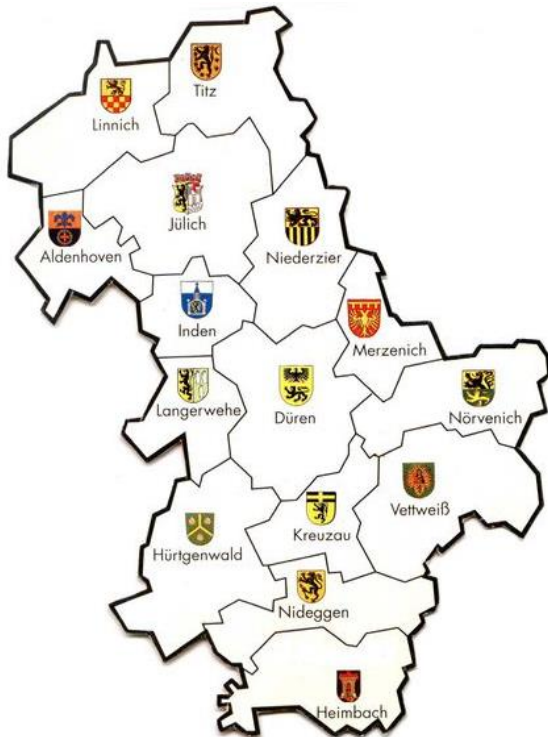 Titz
Linnich
Jülich
Aldenhoven
Niederzier
Inden
Merzenich
Langerwehe
Düren
Nörvenich
Vettweiß
Kreuzau
Hürtgenwald
Nideggen
Heimbach